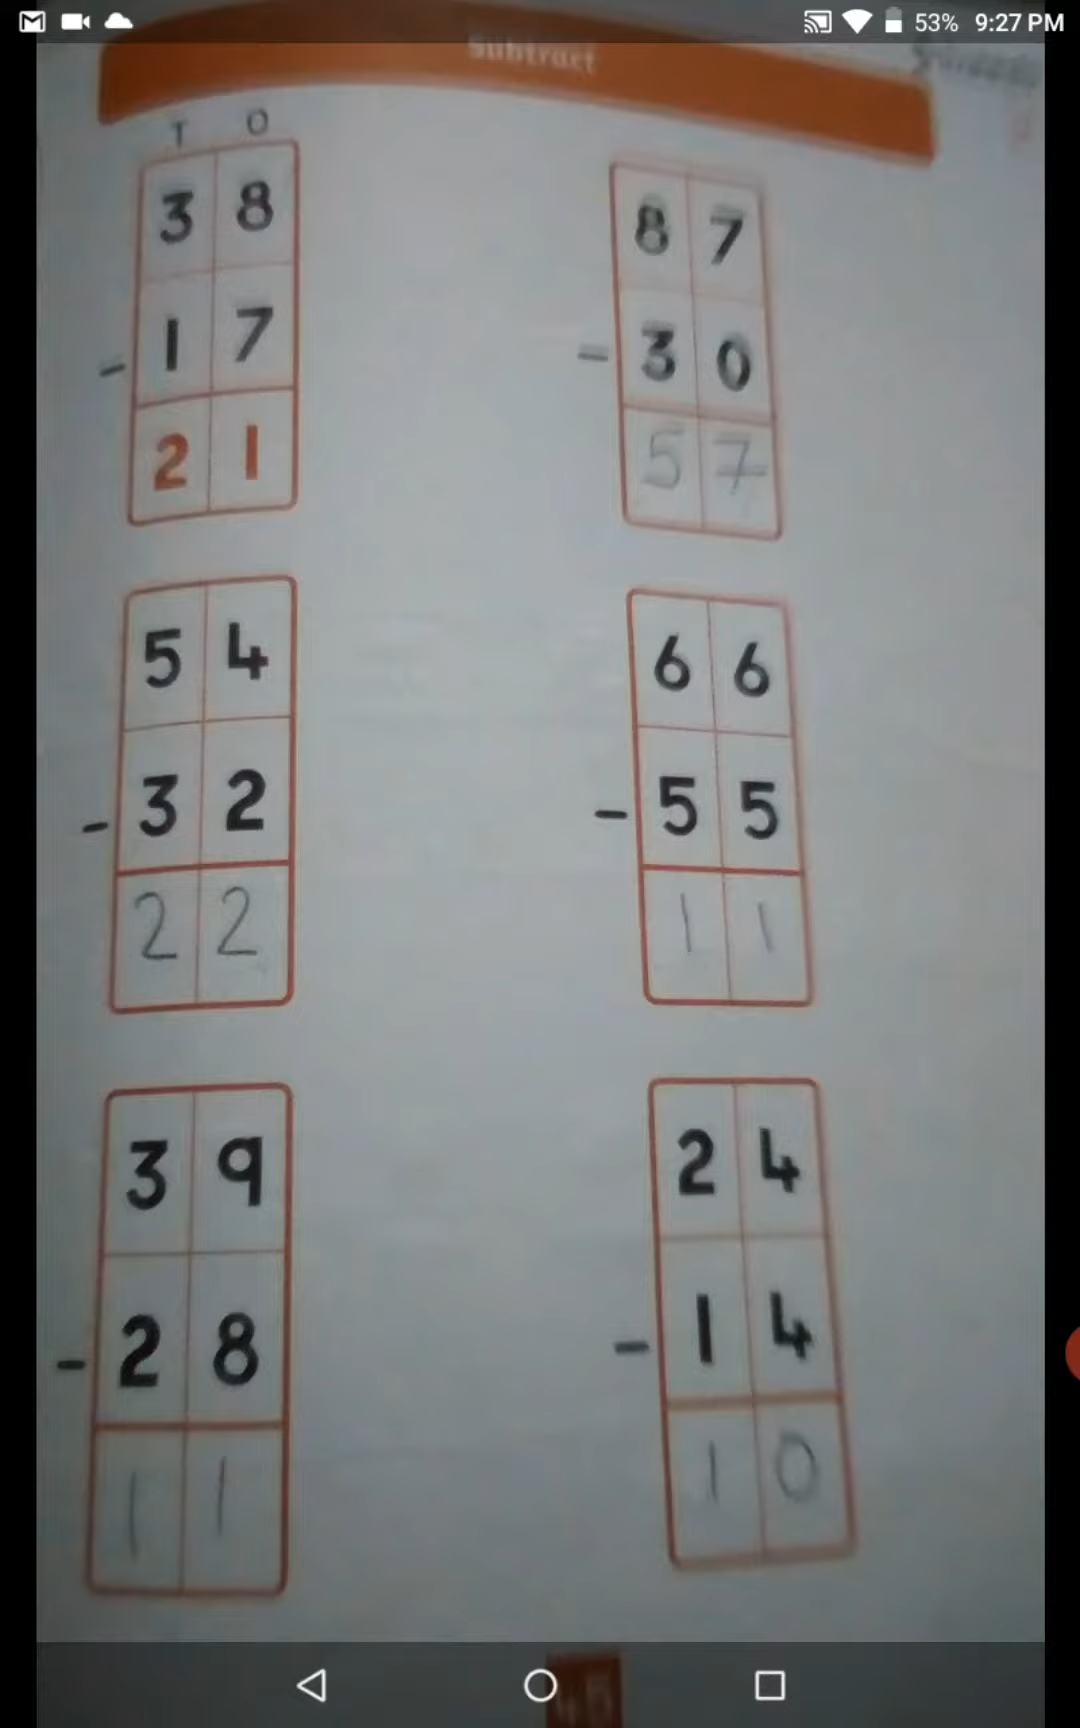 53% 9:27 PM
Subtract
T O
3 8
- 1 7
2 1
8 7
- 3 0
5 7
5 4
- 3 2
2 2
6 6
- 5 5
1 1
3 9
- 2 8
1 1
2 4
- 1 4
1 0
45